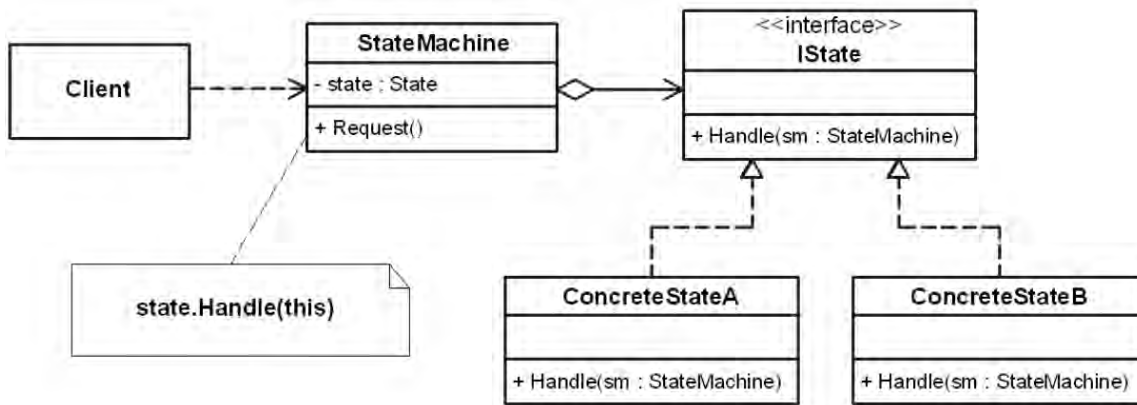 Client
StateMachine
- state : State
+ Request()
<<interface>>
IState
+ Handle(sm : StateMachine)
state.Handle(this)
ConcreteStateA
+ Handle(sm : StateMachine)
ConcreteStateB
+ Handle(sm : StateMachine)